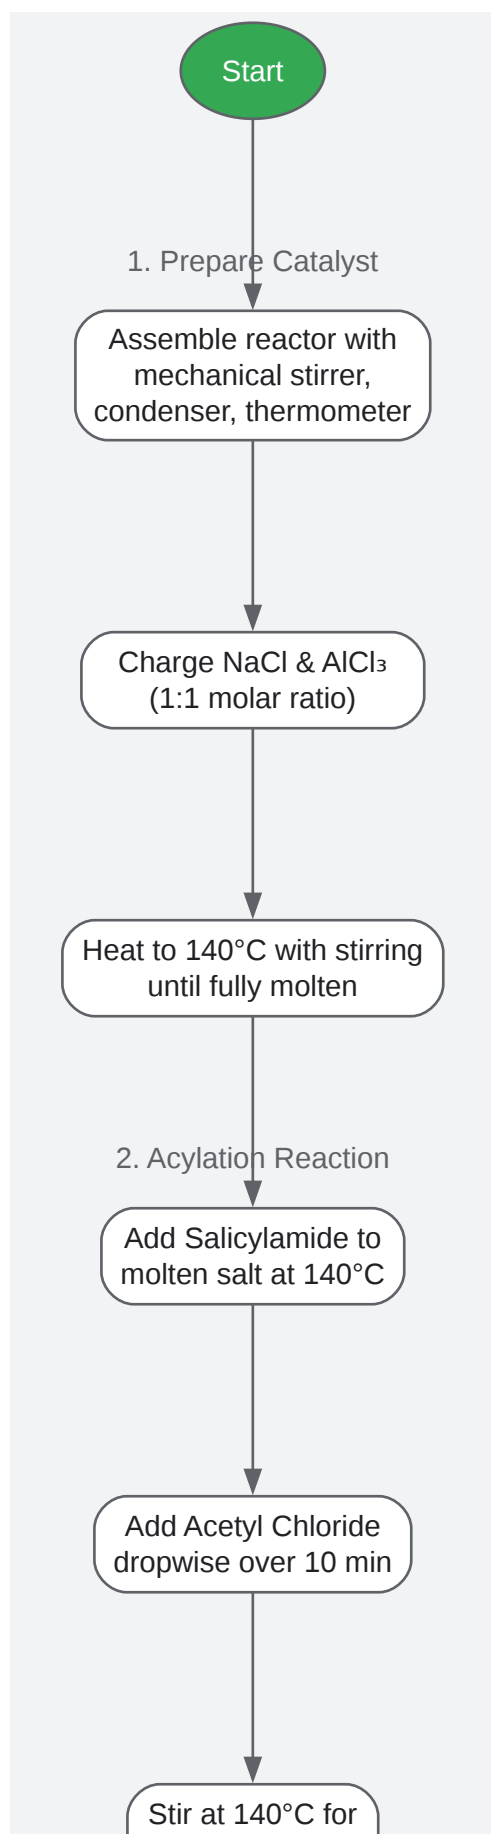 Start
1. Prepare Catalyst
Assemble reactor with
mechanical stirrer,
condenser, thermometer
Charge NaCl & AlCl₃
(1:1 molar ratio)
Heat to 140°C with stirring
until fully molten
2. Acylation Reaction
Add Salicylamide to
molten salt at 140°C
Add Acetyl Chloride
dropwise over 10 min
Stir at 140°C for